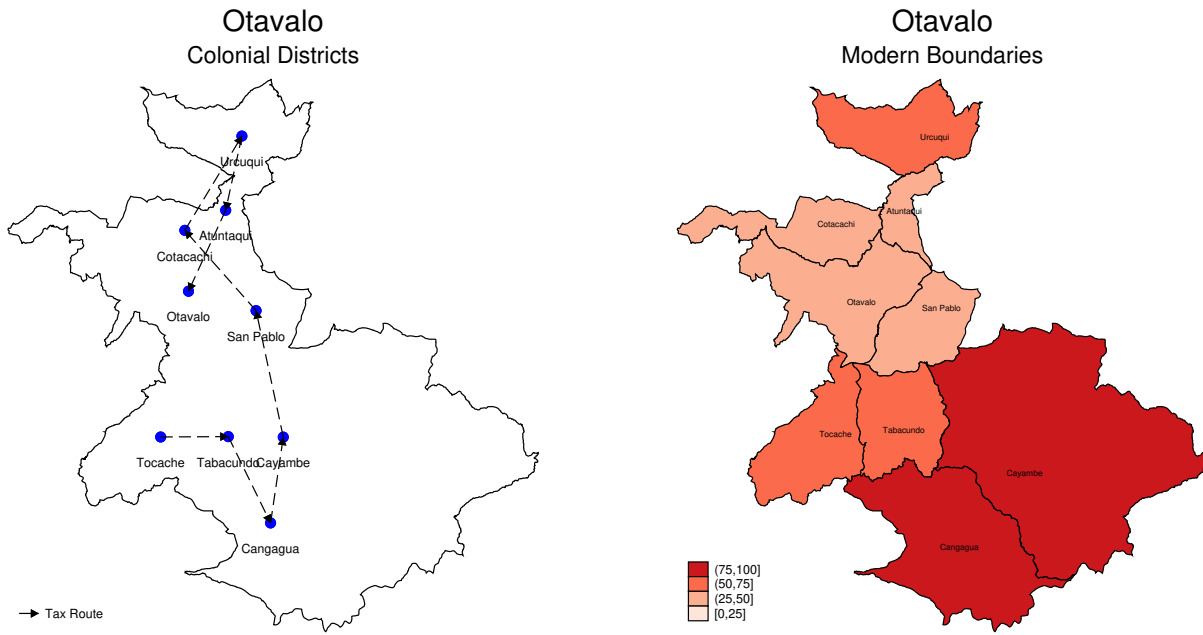 Otavalo
Colonial Districts
Urcuqui
Atuntaqui
Cotacachi
Otavalo
San Pablo
Tocache
Tabacundo
Cayambe
Cangagua
Tax Route
Otavalo
Modern Boundaries
Urcuqui
Atuntaqui
Cotacachi
Otavalo
San Pablo
Tocache
Tabacundo
Cayambe
Cangagua
(75,100]
(50,75]
(25,50]
[0,25]